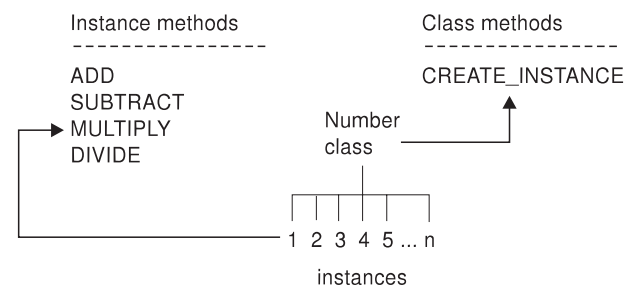 Instance methods
ADD
SUBTRACT
MULTIPLY
DIVIDE
Class methods
CREATE_INSTANCE
Number
class
1 2 3 4 5 ... n
instances